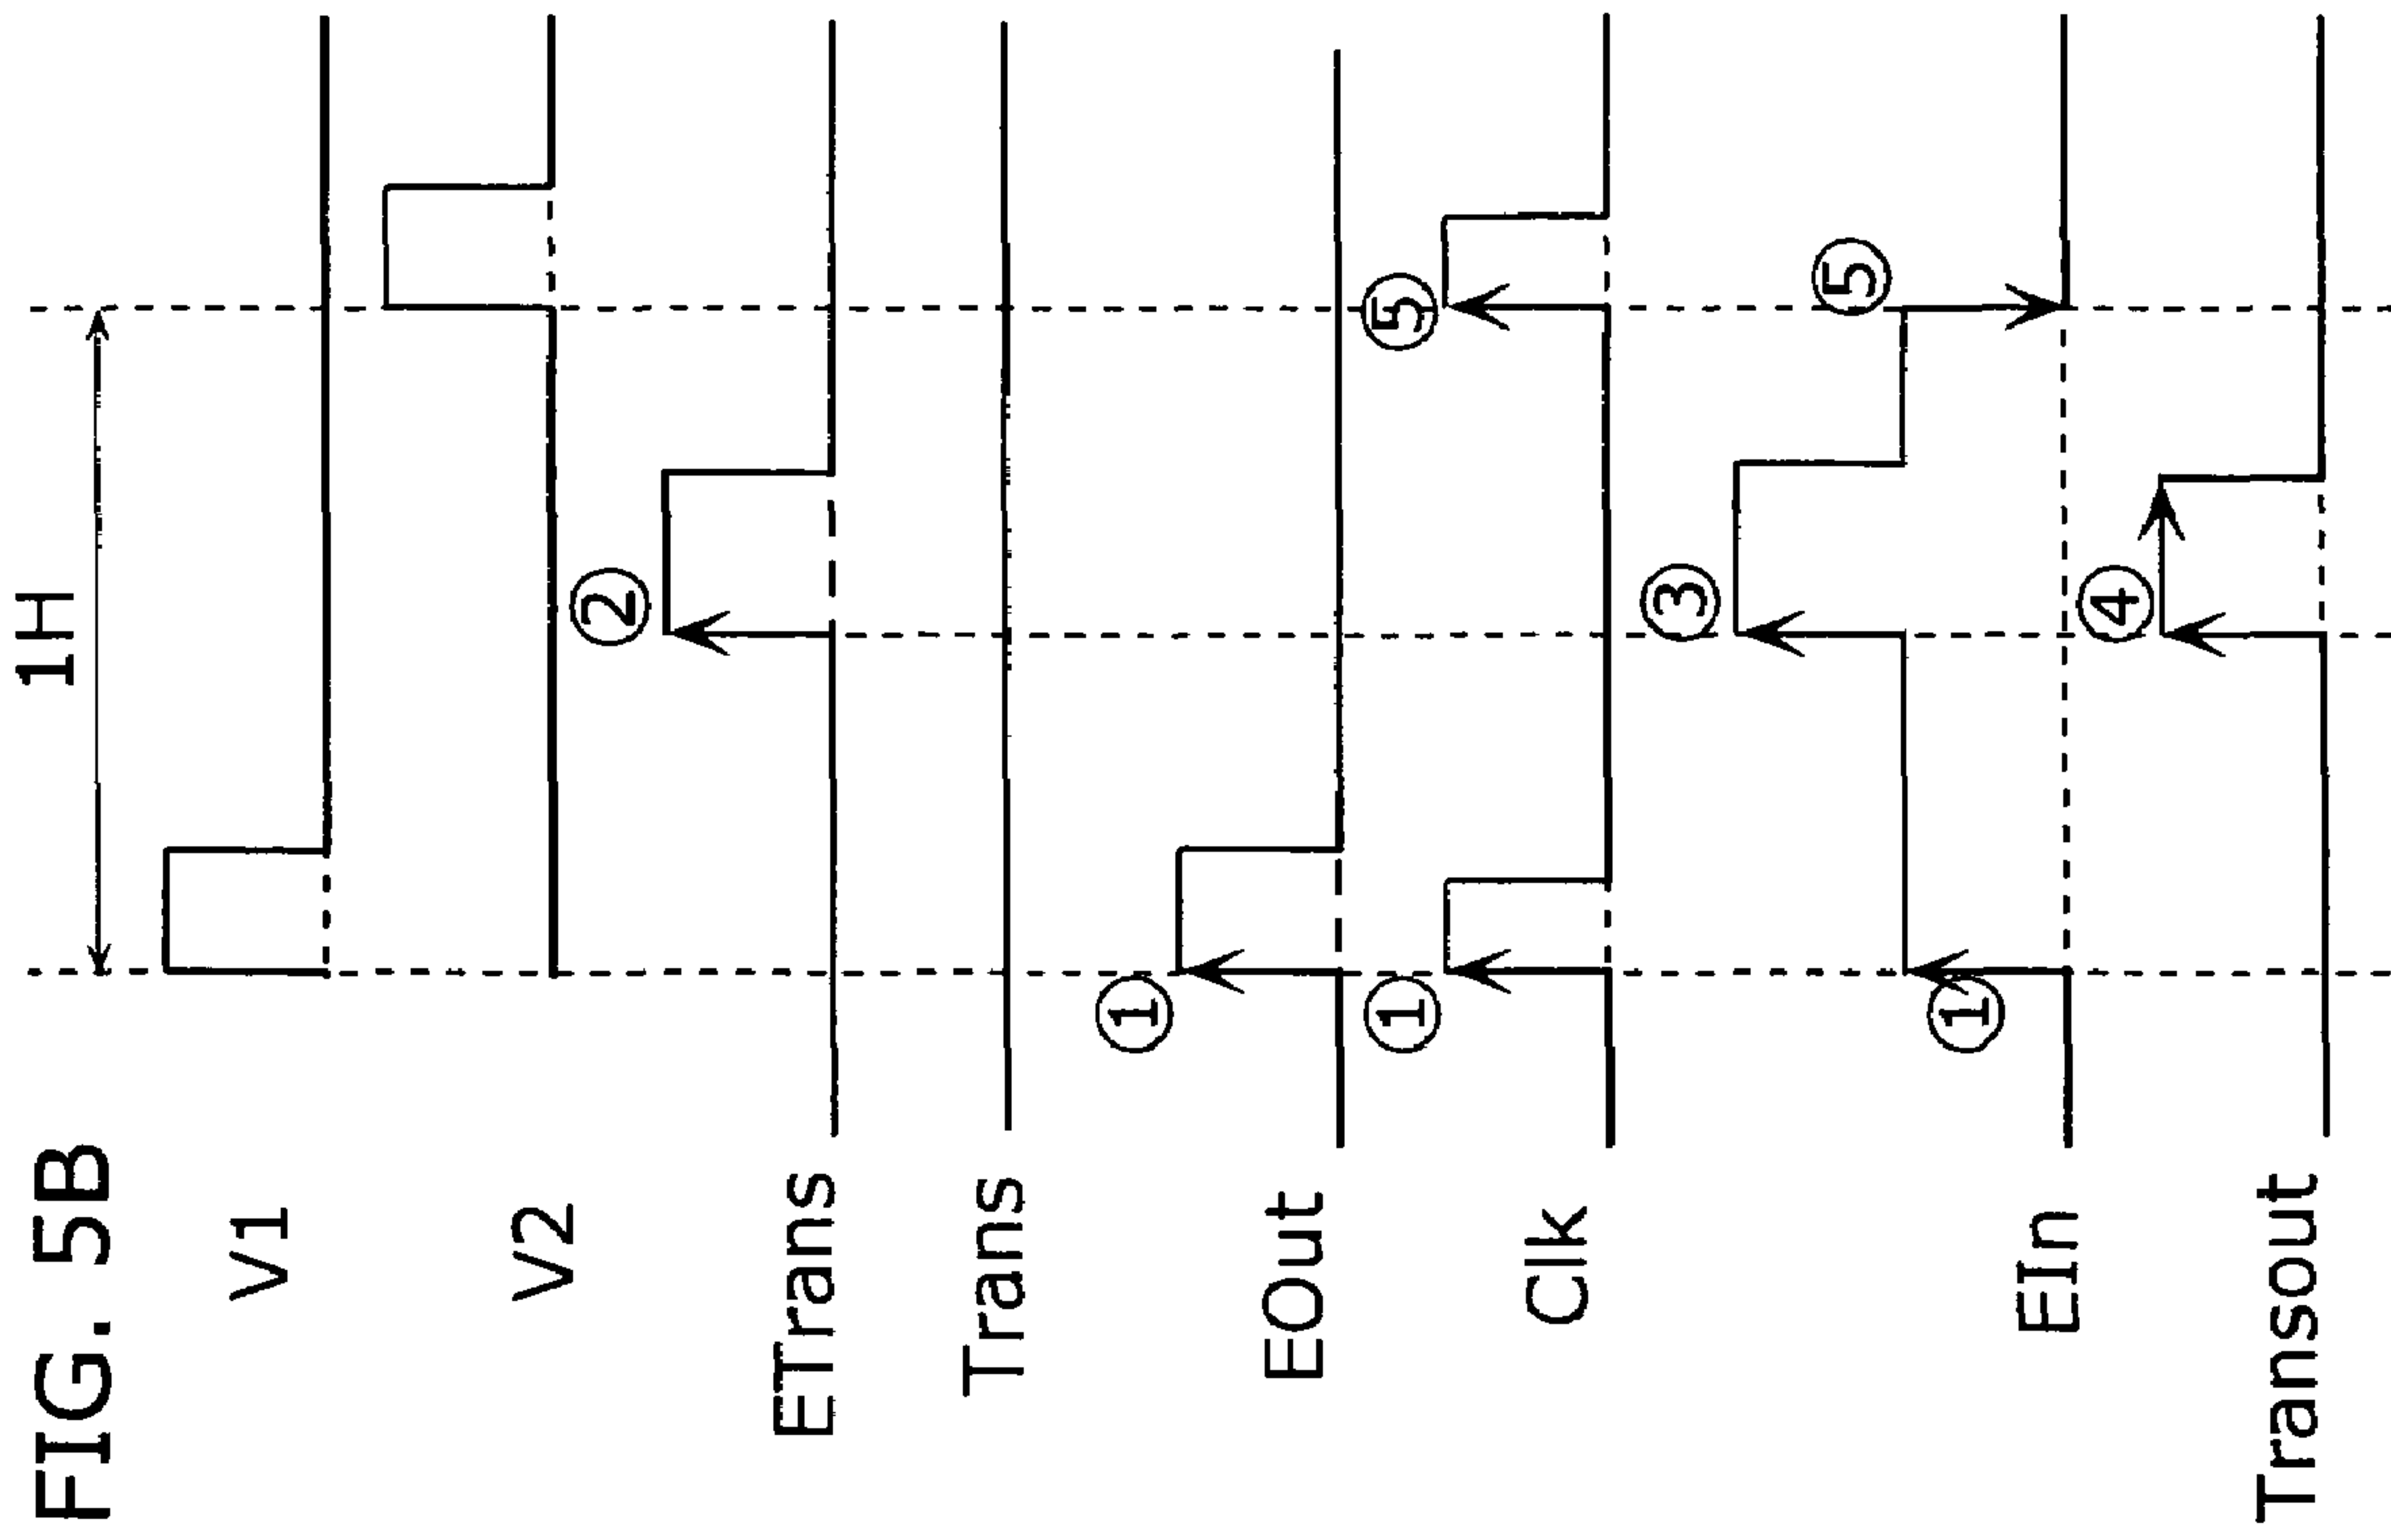 FIG. 5B
1H
V1
V2
ETrans
②
Trans
EOut
①
Clk
①
⑤
EIn
①
③
⑤
Transout
④